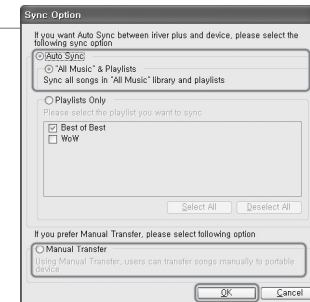 Sync Option
If you want Auto Sync between iriver plus and device, please select the
following sync option
Auto Sync
"All Music" & Playlists
Sync all songs in "All Music" library and playlists
Playlists Only
Please select the playlist you want to sync
Best of Best
WoW
Select All Deselect All
If you prefer Manual Transfer, please select following option
Manual Transfer
Using Manual Transfer, users can transfer songs manually to portable
device
OK Cancel